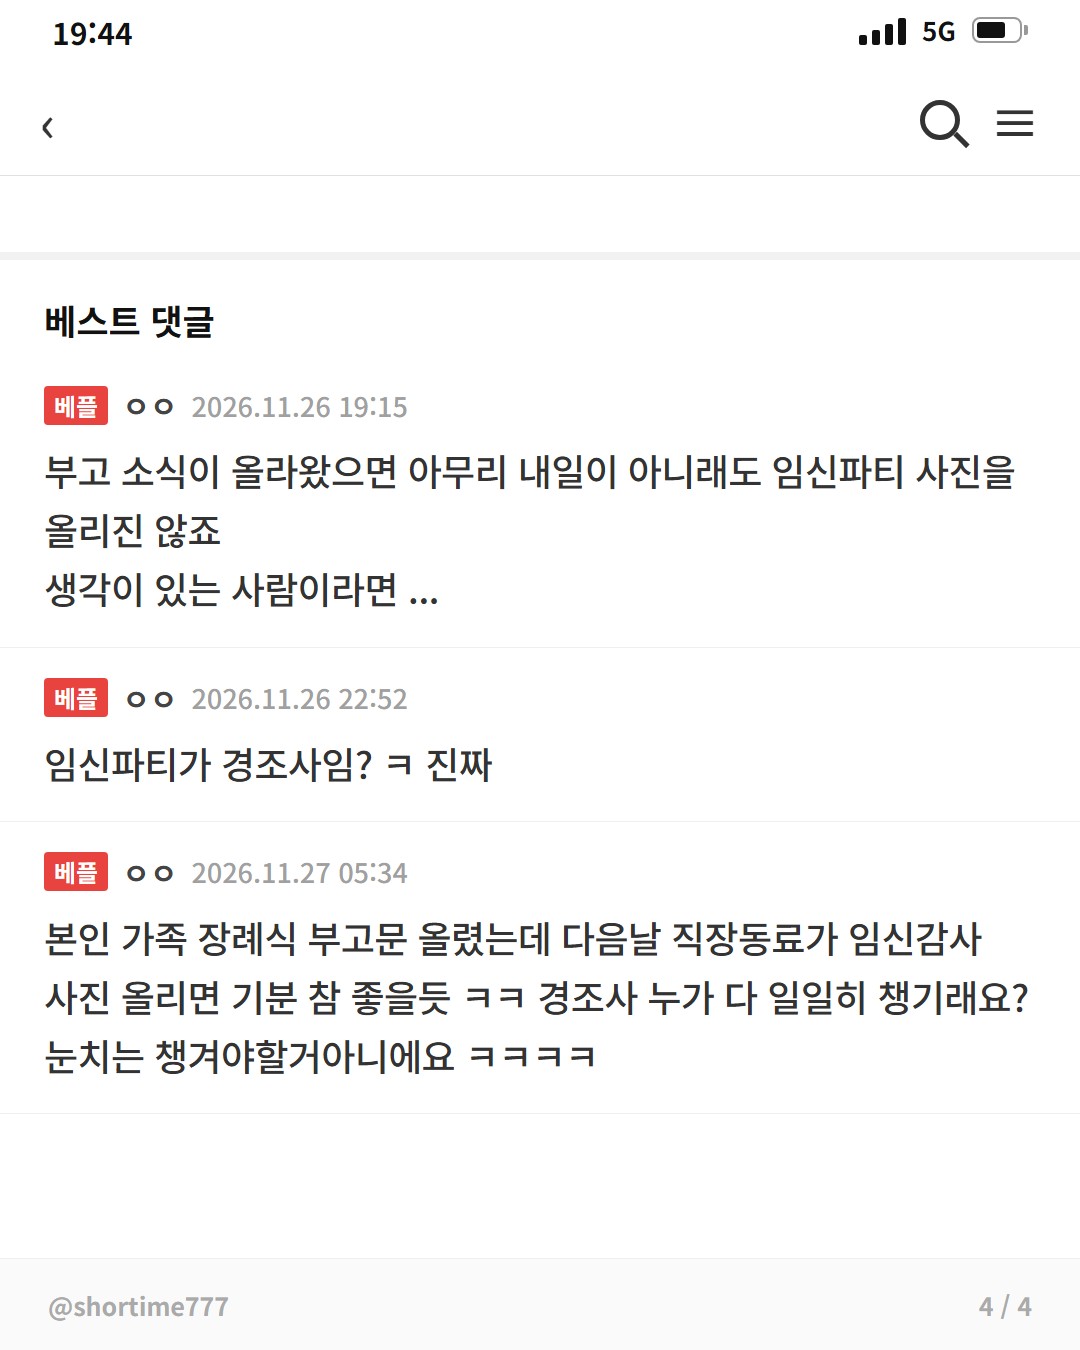 19:44
5G
베스트 댓글
베플 ㅇㅇ 2026.11.26 19:15
부고 소식이 올라왔으면 아무리 내일이 아니래도 임신파티 사진을
올리진 않죠
생각이 있는 사람이라면 ...
베플 ㅇㅇ 2026.11.26 22:52
임신파티가 경조사임? ㅋ 진짜
베플 ㅇㅇ 2026.11.27 05:34
본인 가족 장례식 부고문 올렸는데 다음날 직장동료가 임신감사
사진 올리면 기분 참 좋을듯 ㅋㅋ 경조사 누가 다 일일히 챙기래요?
눈치는 챙겨야할거아니에요 ㅋㅋㅋㅋ
@shortime777
4 / 4